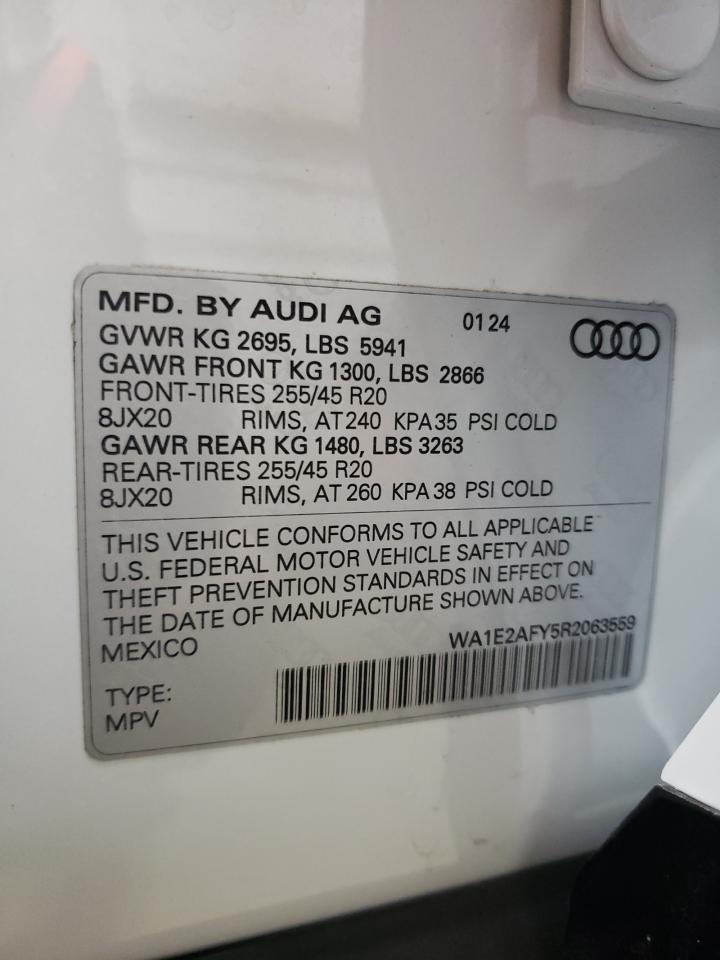 MFD. BY AUDI AG 01 24
GVWR KG 2695, LBS 5941
GAWR FRONT KG 1300, LBS 2866
FRONT-TIRES 255/45 R20
8JX20 RIMS, AT 240 KPA 35 PSI COLD
GAWR REAR KG 1480, LBS 3263
REAR-TIRES 255/45 R20
8JX20 RIMS, AT 260 KPA 38 PSI COLD
THIS VEHICLE CONFORMS TO ALL APPLICABLE
U.S. FEDERAL MOTOR VEHICLE SAFETY AND
THEFT PREVENTION STANDARDS IN EFFECT ON
THE DATE OF MANUFACTURE SHOWN ABOVE.
MEXICO WA1E2AFY5R2063559
TYPE:
MPV